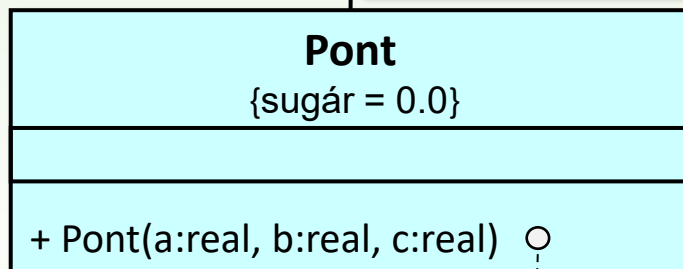 Pont
{sugár = 0.0}
+ Pont(a:real, b:real, c:real)